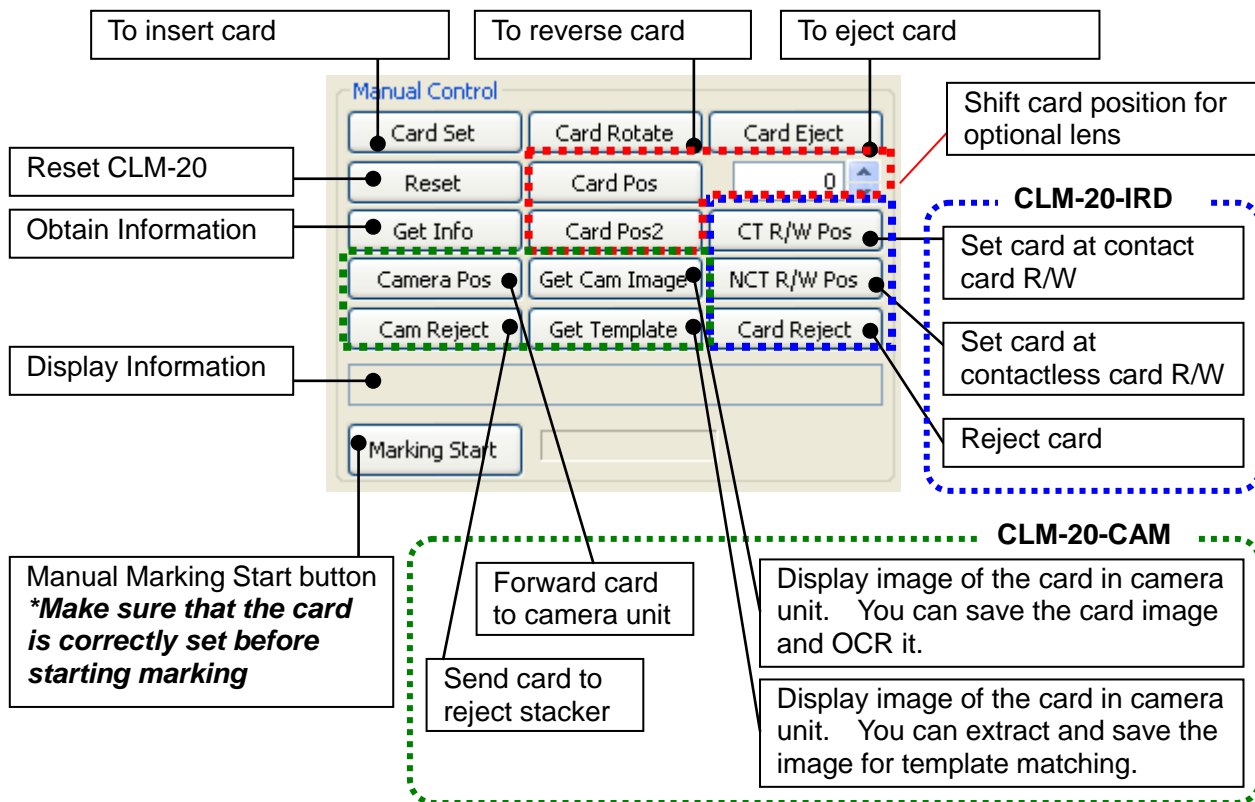 To insert card
To reverse card
To eject card
Manual Control
Card Set
Card Rotate
Card Eject
Shift card position for
optional lens
Reset CLM-20
Reset
Card Pos
0
CLM-20-IRD
Obtain Information
Get Info
Card Pos2
CT R/W Pos
Set card at contact
card R/W
Camera Pos
Get Cam Image
NCT R/W Pos
Cam Reject
Get Template
Card Reject
Set card at
contactless card R/W
Display Information
Reject card
Marking Start
CLM-20-CAM
Manual Marking Start button
*Make sure that the card
is correctly set before
starting marking
Forward card
to camera unit
Display image of the card in camera
unit. You can save the card image
and OCR it.
Send card to
reject stacker
Display image of the card in camera
unit. You can extract and save the
image for template matching.